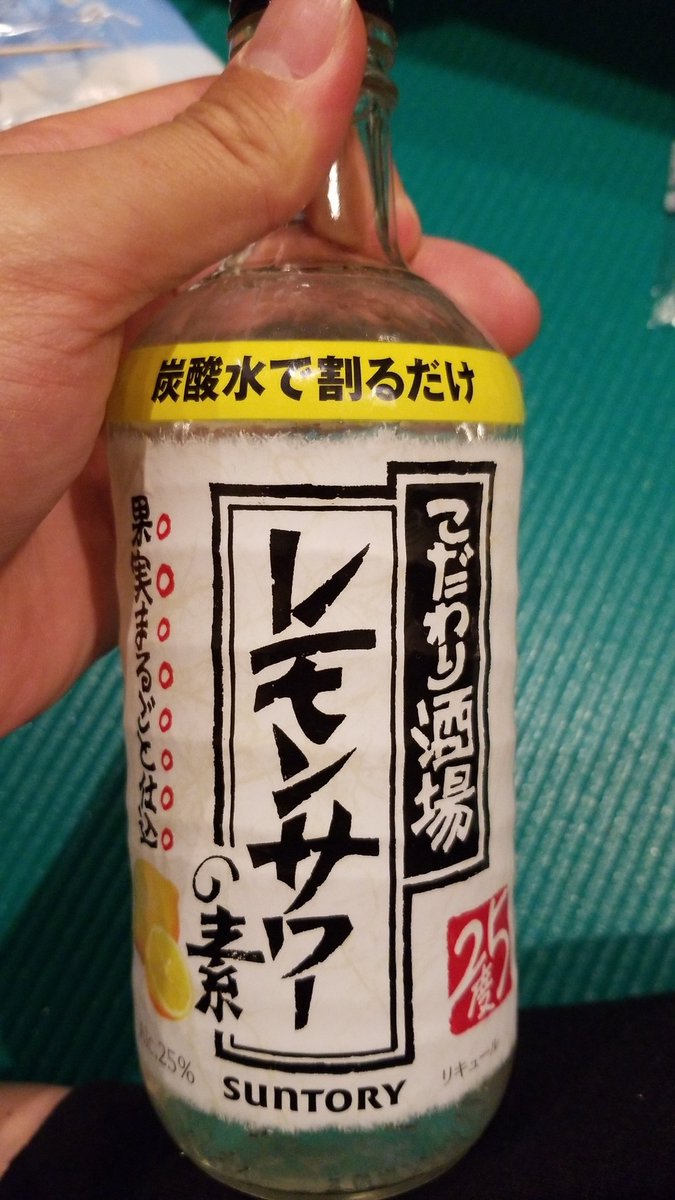 炭酸水で割るだけ
こだわり酒場
レモンサワー
の素
果実まるごと仕込
25度
Alc.25%
SUNTORY
リキュール